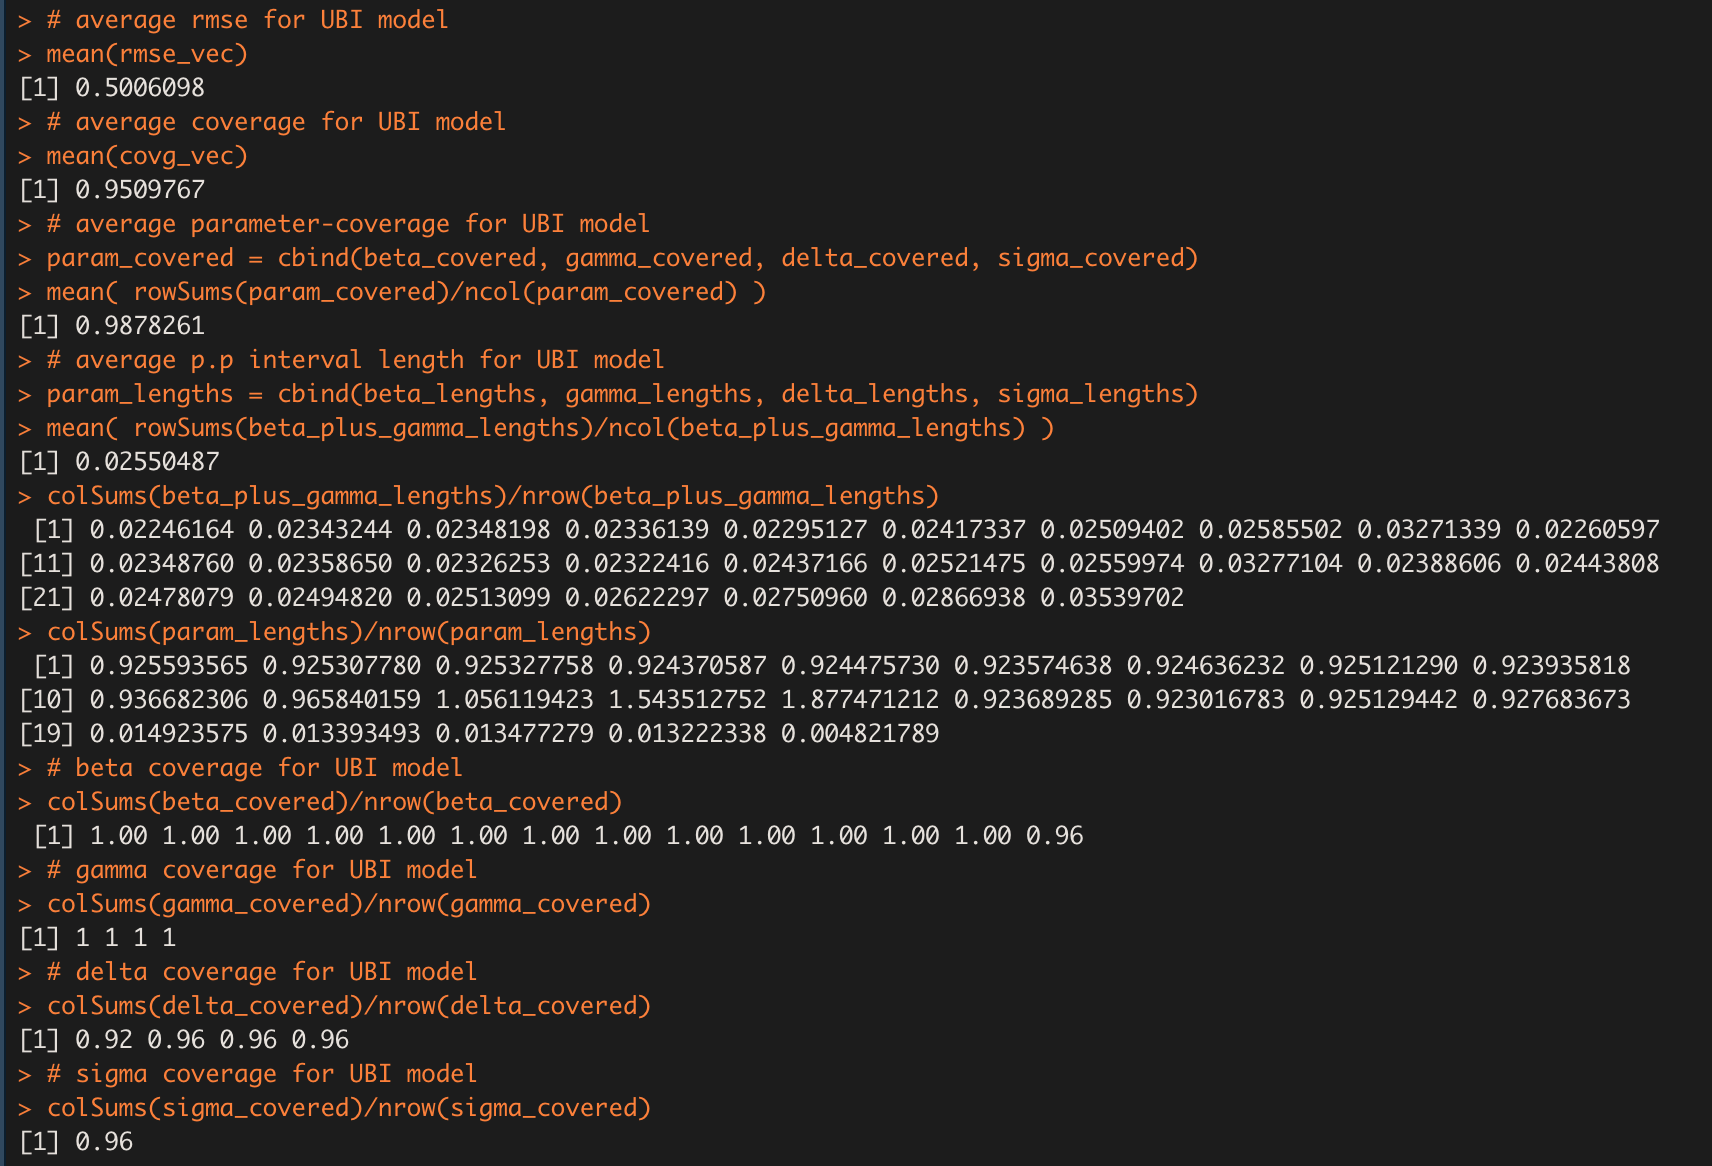 > # average rmse for UBI model
> mean(rmse_vec)
[1] 0.5006098
> # average coverage for UBI model
> mean(covg_vec)
[1] 0.9509767
> # average parameter-coverage for UBI model
> param_covered = cbind(beta_covered, gamma_covered, delta_covered, sigma_covered)
> mean( rowSums(param_covered)/ncol(param_covered) )
[1] 0.9878261
> # average p.p interval length for UBI model
> param_lengths = cbind(beta_lengths, gamma_lengths, delta_lengths, sigma_lengths)
> mean( rowSums(beta_plus_gamma_lengths)/ncol(beta_plus_gamma_lengths) )
[1] 0.02550487
> colSums(beta_plus_gamma_lengths)/nrow(beta_plus_gamma_lengths)
 [1] 0.02246164 0.02343244 0.02348198 0.02336139 0.02295127 0.02417337 0.02509402 0.02585502 0.03271339 0.02260597
[11] 0.02348760 0.02358650 0.02326253 0.02322416 0.02437166 0.02521475 0.02559974 0.03277104 0.02388606 0.02443808
[21] 0.02478079 0.02494820 0.02513099 0.02622297 0.02750960 0.02866938 0.03539702
> colSums(param_lengths)/nrow(param_lengths)
 [1] 0.925593565 0.925307780 0.925327758 0.924370587 0.924475730 0.923574638 0.924636232 0.925121290 0.923935818
[10] 0.936682306 0.965840159 1.056119423 1.543512752 1.877471212 0.923689285 0.923016783 0.925129442 0.927683673
[19] 0.014923575 0.013393493 0.013477279 0.013222338 0.004821789
> # beta coverage for UBI model
> colSums(beta_covered)/nrow(beta_covered)
 [1] 1.00 1.00 1.00 1.00 1.00 1.00 1.00 1.00 1.00 1.00 1.00 1.00 1.00 0.96
> # gamma coverage for UBI model
> colSums(gamma_covered)/nrow(gamma_covered)
[1] 1 1 1 1
> # delta coverage for UBI model
> colSums(delta_covered)/nrow(delta_covered)
[1] 0.92 0.96 0.96 0.96
> # sigma coverage for UBI model
> colSums(sigma_covered)/nrow(sigma_covered)
[1] 0.96